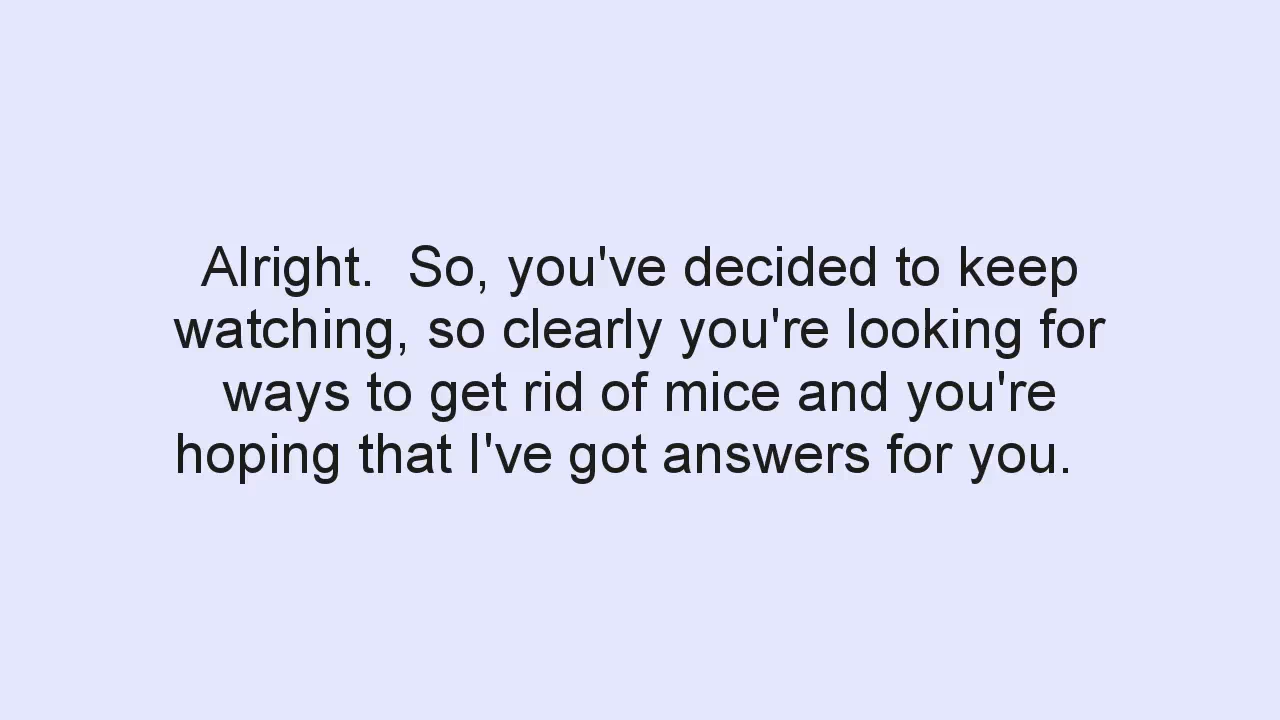 Alright.  So, you've decided to keep
watching, so clearly you're looking for
ways to get rid of mice and you're
hoping that I've got answers for you.